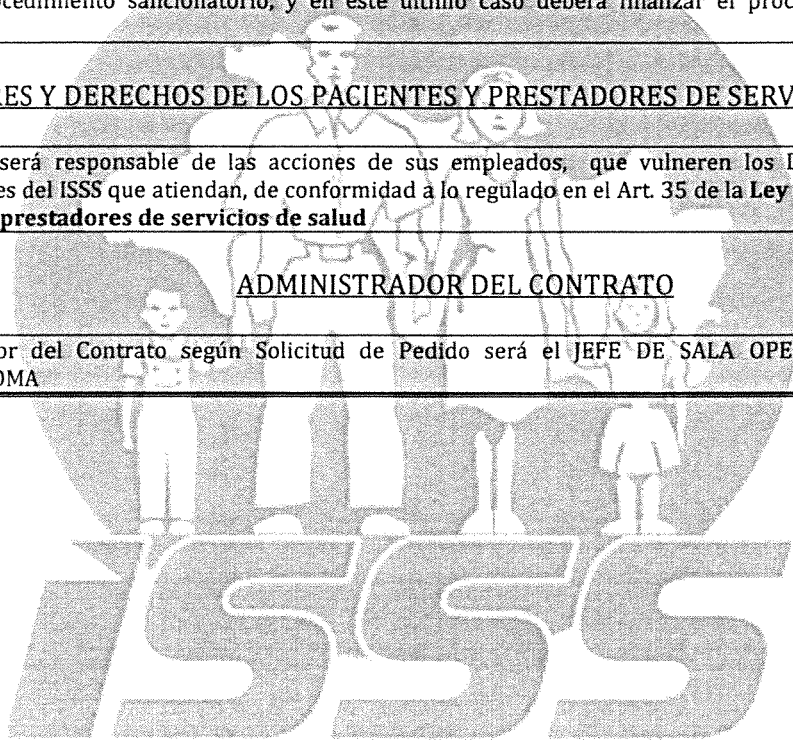 cedimiento sancionatorio, y en este último caso deberá finalizar el proc
RES Y DERECHOS DE LOS PACIENTES Y PRESTADORES DE SERV
será responsable de las acciones de sus empleados, que vulneren los D
es del ISSS que atiendan, de conformidad a lo regulado en el Art. 35 de la Ley
prestadores de servicios de salud
ADMINISTRADOR DEL CONTRATO
or del Contrato según Solicitud de Pedido será el JEFE DE SALA OPE
OMA
ISSS